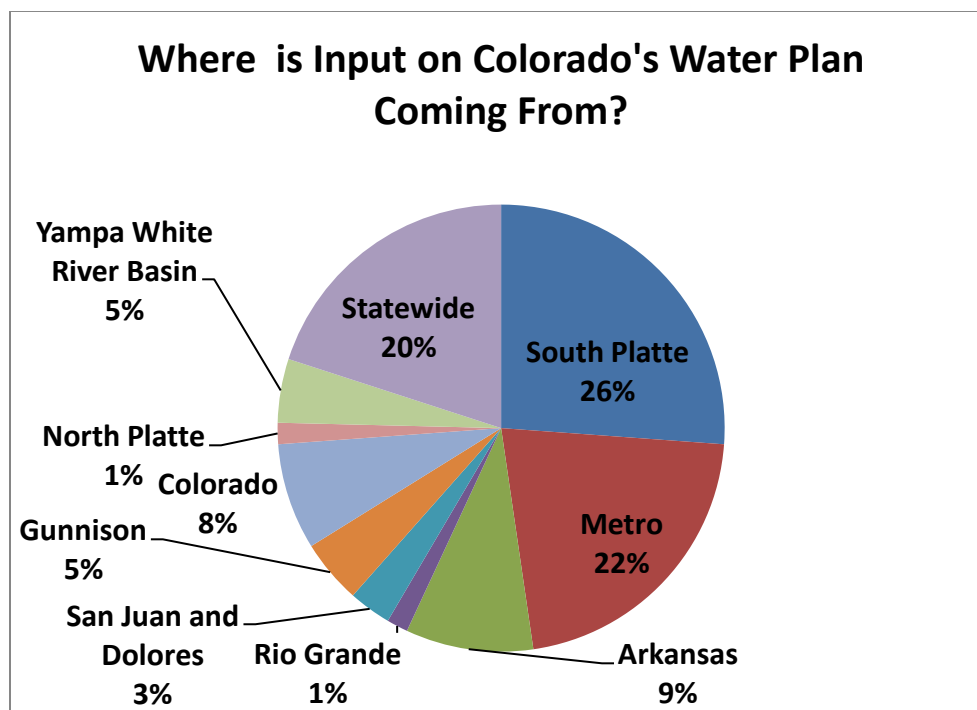 Where is Input on Colorado's Water Plan
Coming From?
Yampa White
River Basin
5%
Statewide
20%
South Platte
26%
North Platte
1%
Colorado
8%
Metro
22%
Gunnison
5%
San Juan and
Dolores
3%
Rio Grande
1%
Arkansas
9%